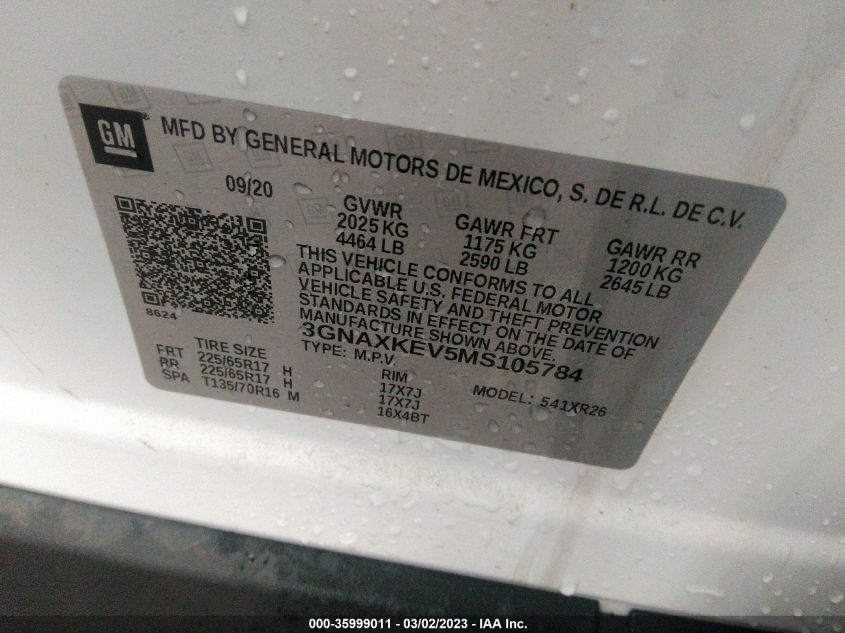 GM
MFD BY GENERAL MOTORS DE MEXICO, S. DE R.L. DE C.V.
09/20
GVWR
2025 KG
4464 LB
GAWR FRT
1175 KG
2590 LB
GAWR RR
1200 KG
2645 LB
THIS VEHICLE CONFORMS TO ALL
APPLICABLE U.S. FEDERAL MOTOR
VEHICLE SAFETY AND THEFT PREVENTION
STANDARDS IN EFFECT ON THE DATE OF
MANUFACTURE SHOWN ABOVE.
3GNAXKEV5MS105784
TYPE: M.P.V.
MODEL: 541XR26
8624
TIRE SIZE
RIM
FRT 225/65R17 H 17X7J
RR 225/65R17 H 17X7J
SPA T135/70R16 M 16X4BT
000-35999011 - 03/02/2023 - IAA Inc.